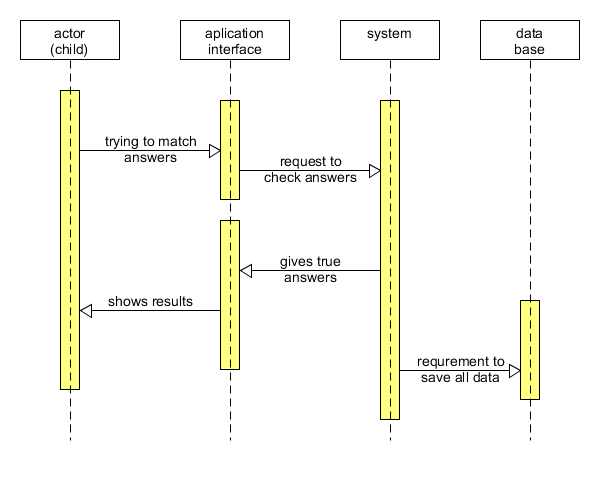 actor
(child)
aplication
interface
system
data
base
trying to match
answers
request to
check answers
gives true
answers
shows results
requrement to
save all data